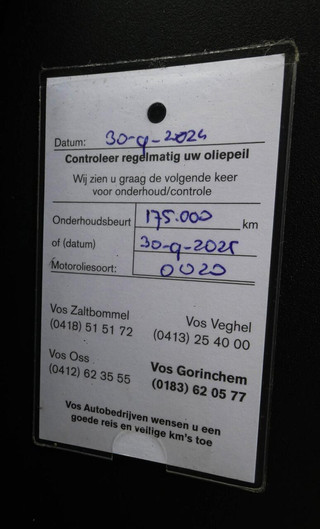 Datum: 30-9-2024
Controleer regelmatig uw oliepeil
Wij zien u graag de volgende keer
voor onderhoud/controle
Onderhoudsbeurt 175.000 km
of (datum) 30-9-2025
Motoroliesoort: 0020
Vos Zaltbommel
(0418) 51 51 72
Vos Veghel
(0413) 25 40 00
Vos Oss
(0412) 62 35 55
Vos Gorinchem
(0183) 62 05 77
Vos Autobedrijven wensen u een
goede reis en veilige km's toe